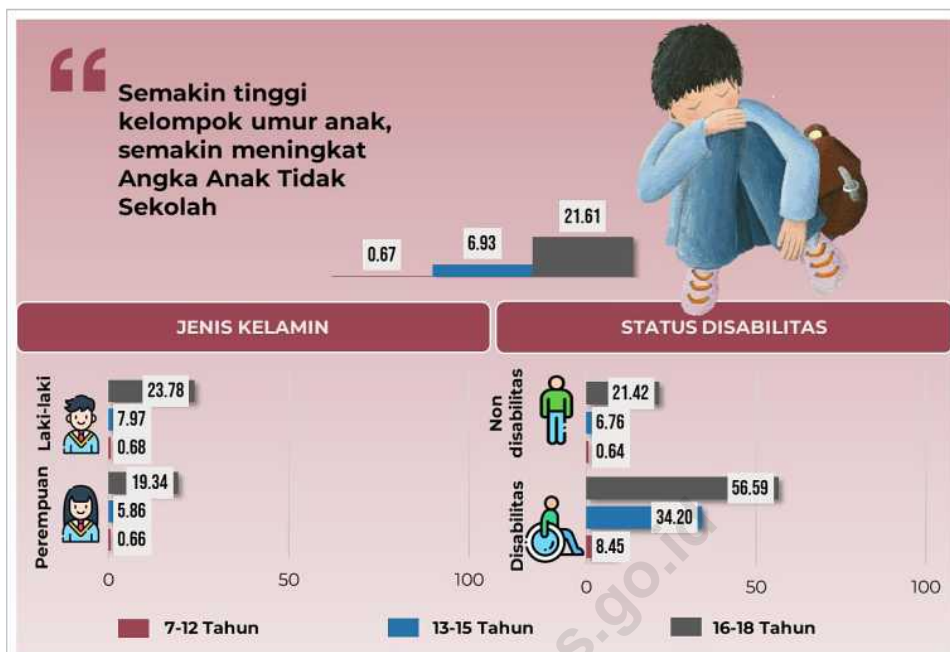 Semakin tinggi
kelompok umur anak,
semakin meningkat
Angka Anak Tidak
Sekolah
0.67
6.93
21.61
JENIS KELAMIN
Laki-laki
23.78
7.97
0.68
Perempuan
19.34
5.86
0.66
0
50
100
STATUS DISABILITAS
Non
disabilitas
21.42
6.76
0.64
Disabilitas
56.59
34.20
8.45
0
50
100
7-12 Tahun
13-15 Tahun
16-18 Tahun
s.go.id